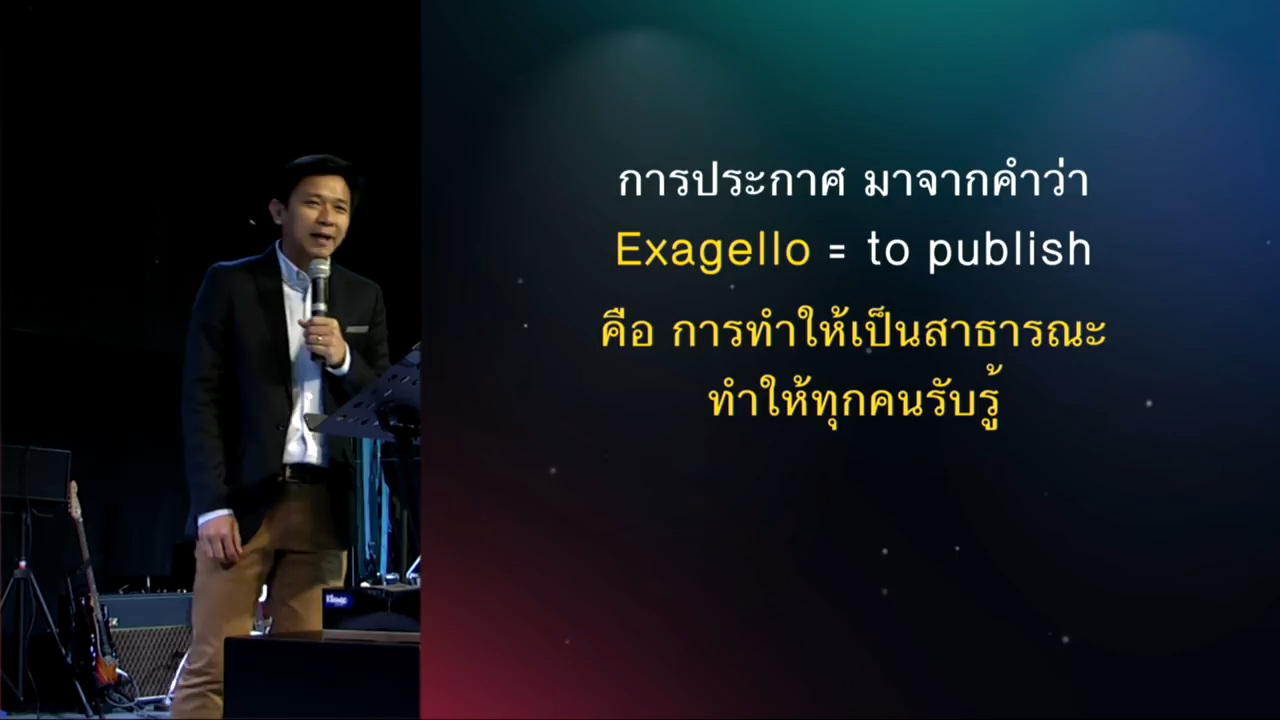 การประกาศ มาจากคำว่า
Exagello = to publish
คือ การทำให้เป็นสาธารณะ
ทำให้ทุกคนรับรู้